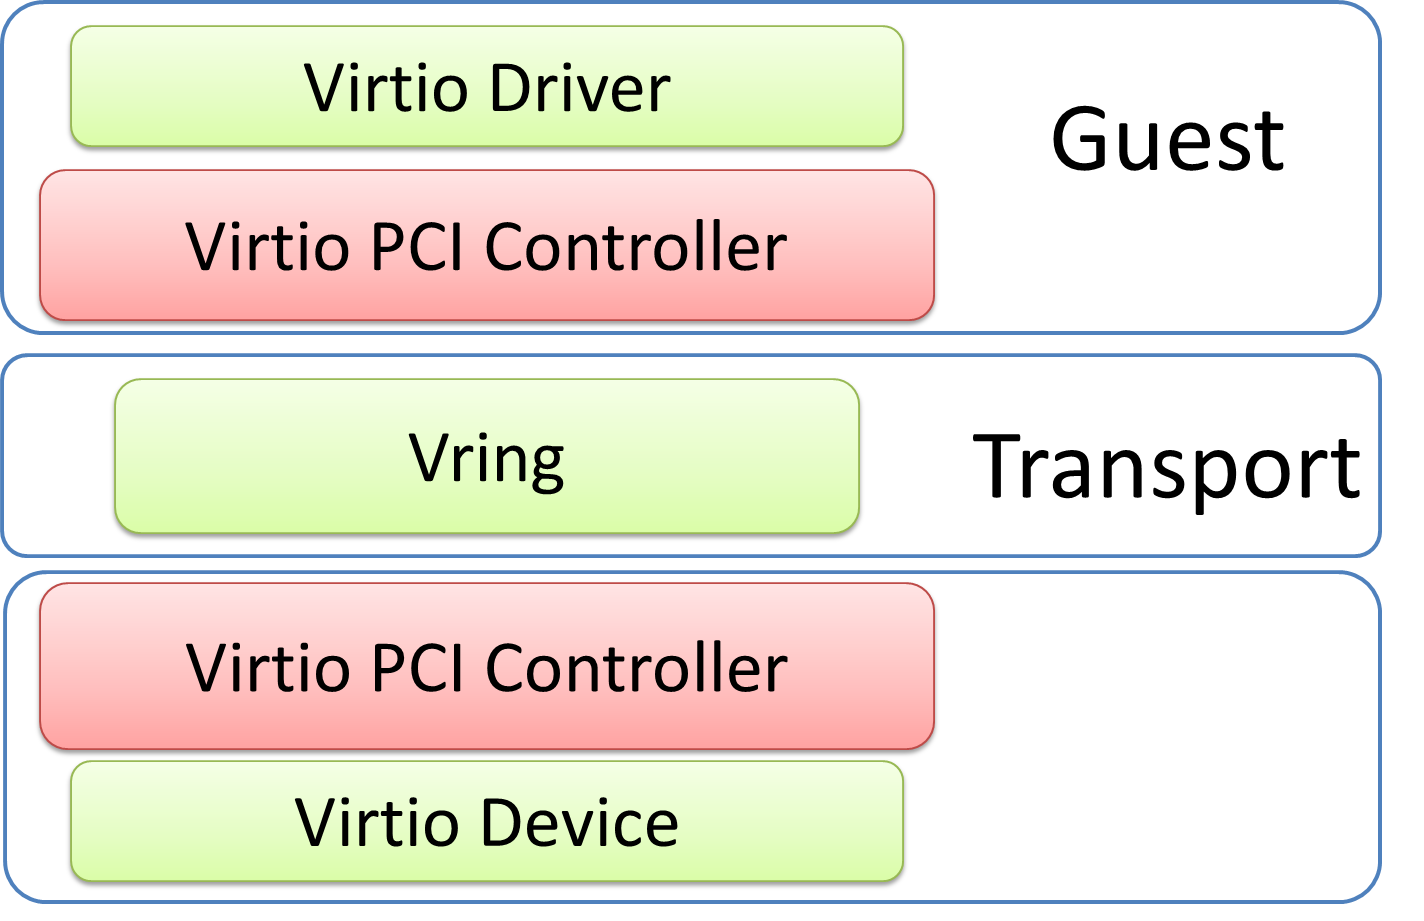 Virtio Driver
Guest
Virtio PCI Controller
Vring
Transport
Virtio PCI Controller
Virtio Device